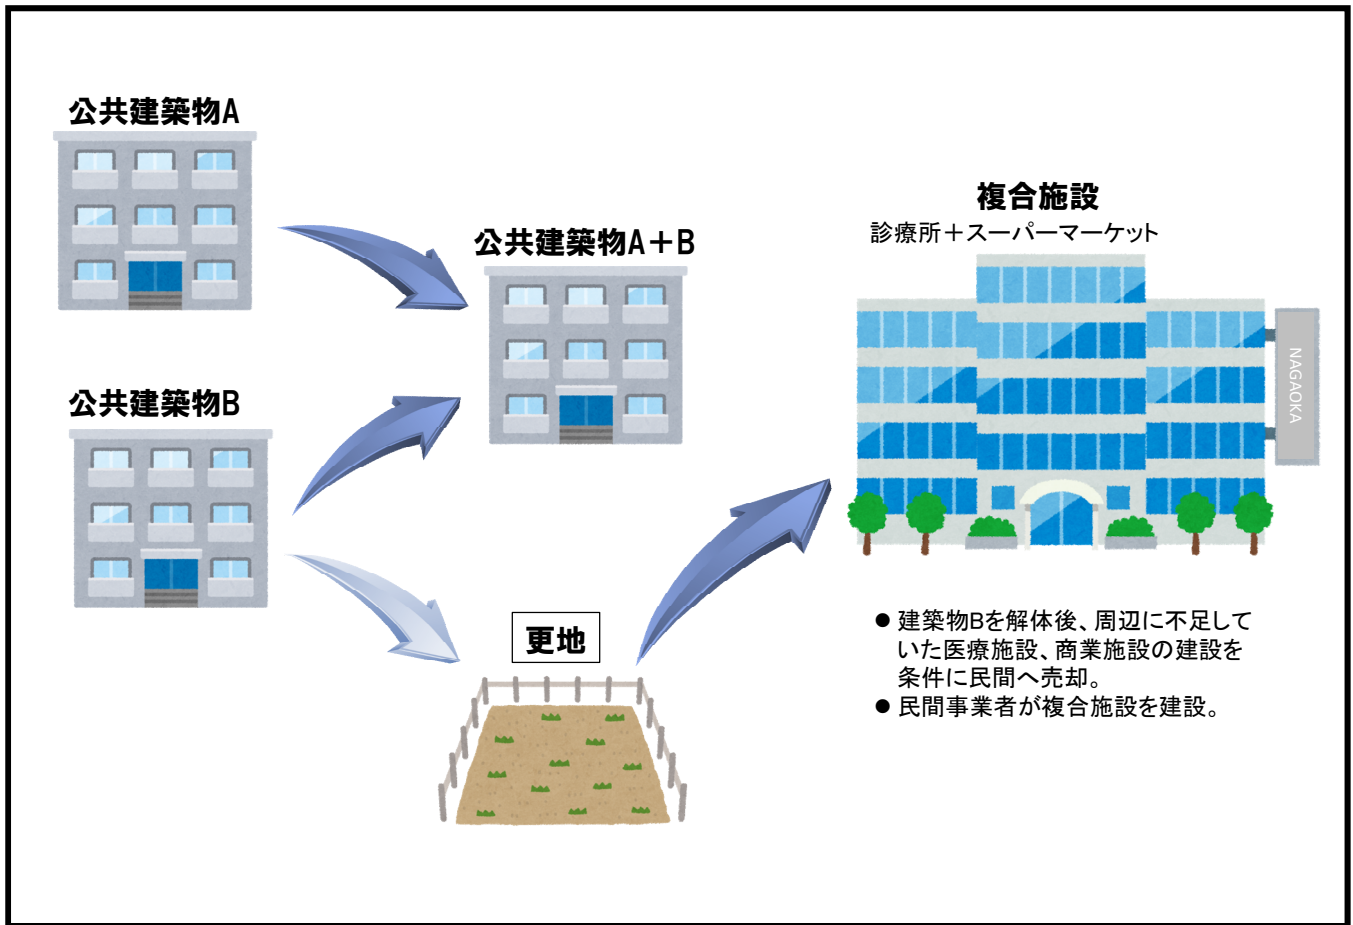 公共建築物A
公共建築物A+B
公共建築物B
更地
複合施設
診療所+スーパーマーケット
NAGAOKA
● 建築物Bを解体後、周辺に不足して
いた医療施設、商業施設の建設を
条件に民間へ売却。
● 民間事業者が複合施設を建設。